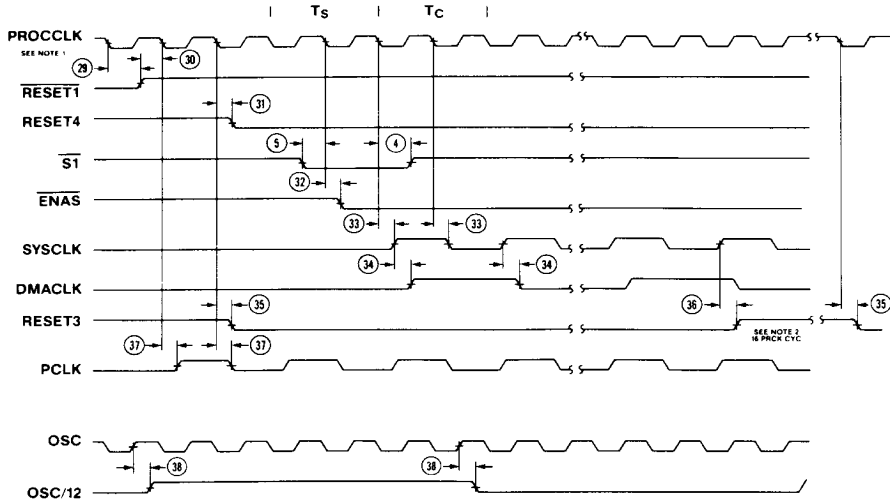 TS TC
PROCCLK
SEE NOTE 1
29 30
RESET1
31
RESET4
5 4
S1
32
ENAS
33 33
SYSCLK
34 34
DMACLK
35 36 35
RESET3
SEE NOTE 2
16 PRCK CYC
37 37
PCLK
OSC
38 38
OSC/12